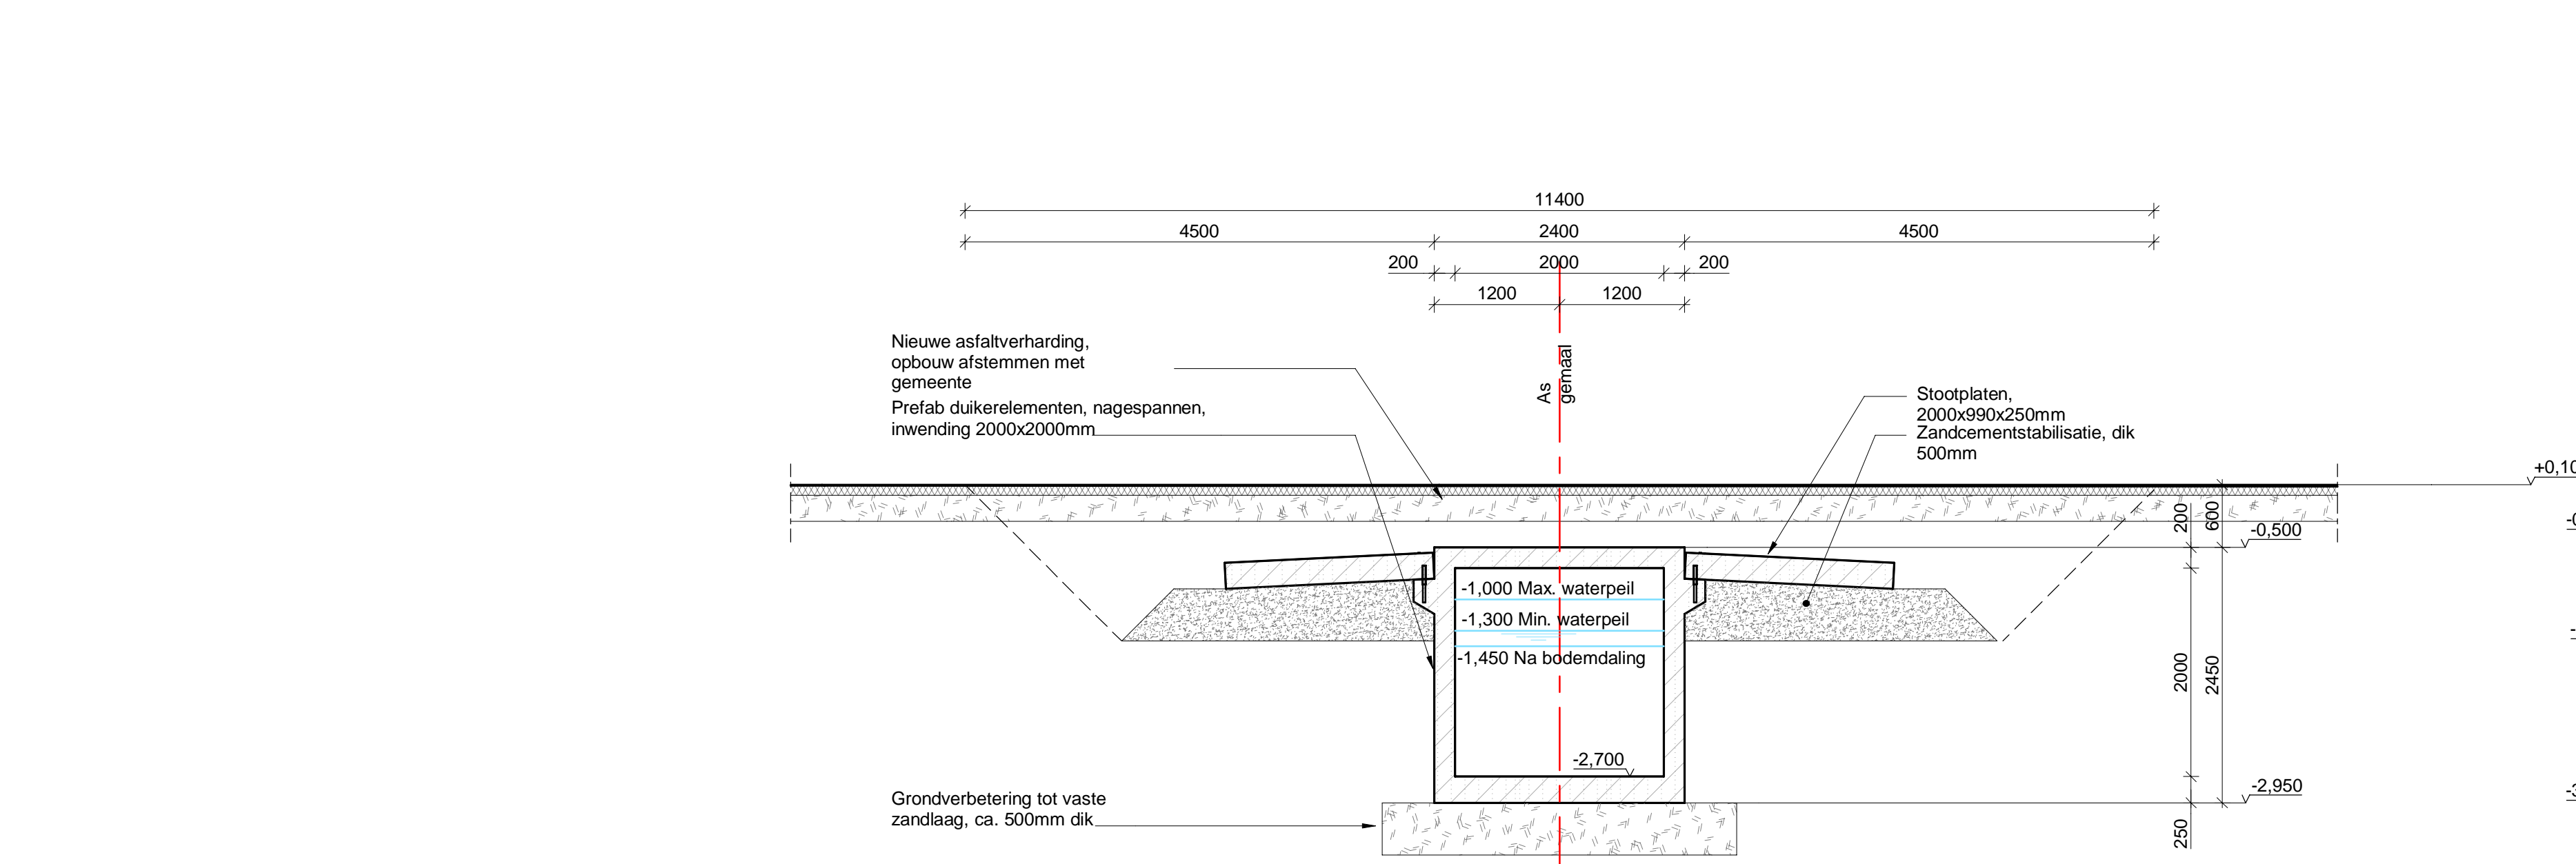 11400
4500
2400
4500
200
2000
200
1200
1200
Nieuwe asfaltverharding,
opbouw afstemmen met
gemeente
Prefab duikerelementen, nagespannen,
inwending 2000x2000mm
As
gemaal
Stootplaten,
2000x990x250mm
Zandcementstabilisatie, dik
500mm
+0,10
200
600
-0,500
-1,000 Max. waterpeil
-1,300 Min. waterpeil
-1,450 Na bodemdaling
2000
2450
-2,700
-2,950
Grondverbetering tot vaste
zandlaag, ca. 500mm dik
250